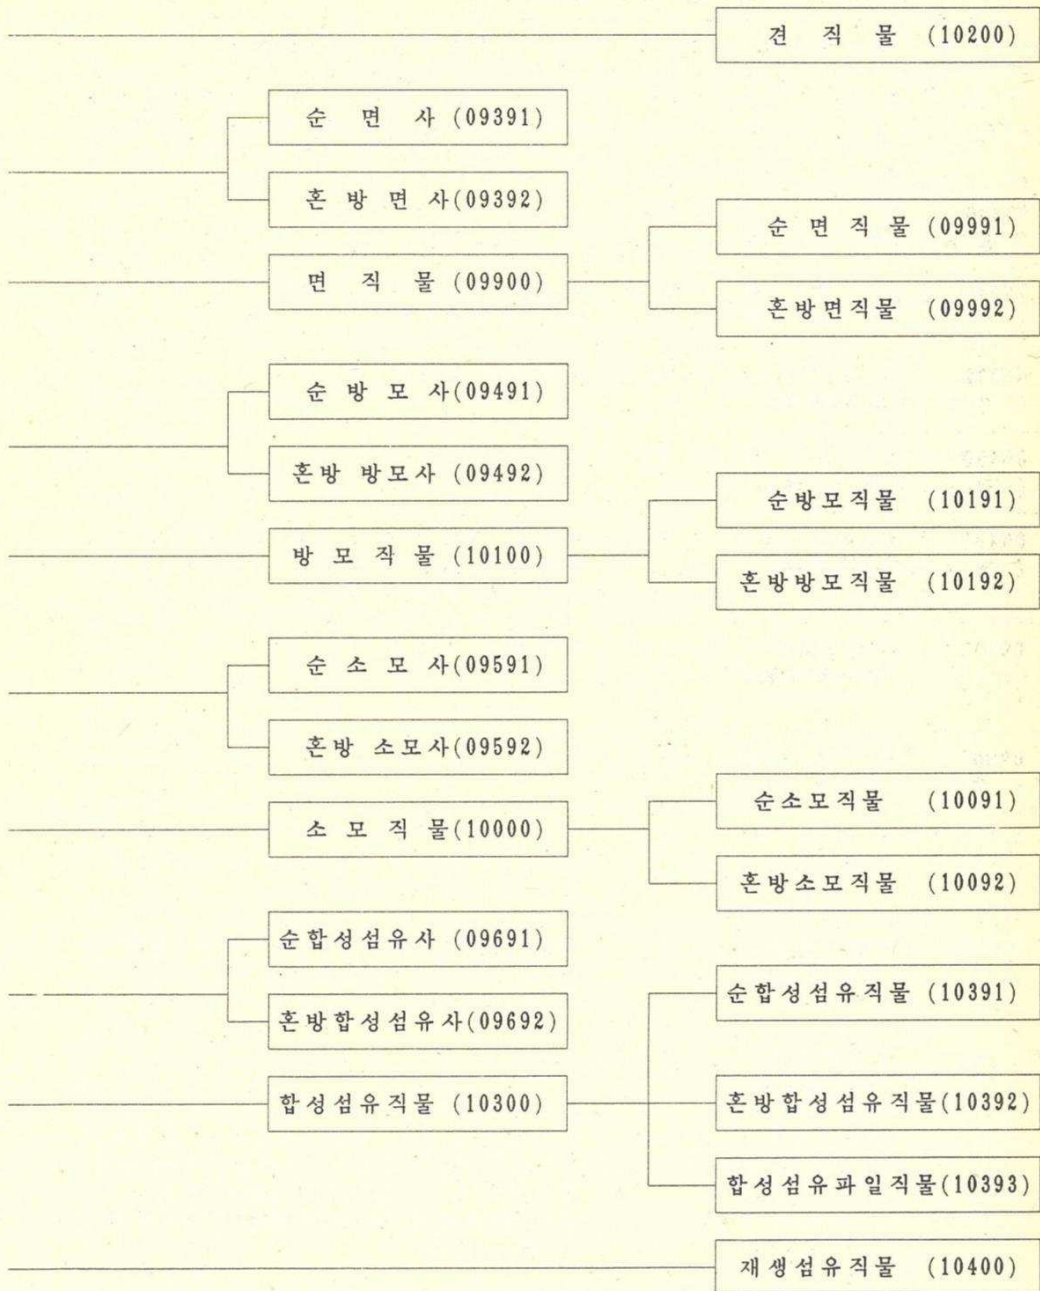 견 직 물 (10200)
순 면 사 (09391)
혼 방 면 사(09392)
순 면 직 물 (09991)
면 직 물 (09900)
혼방면직물 (09992)
순 방 모 사(09491)
혼방 방모사 (09492)
순방모직물 (10191)
방 모 직 물 (10100)
혼방방모직물 (10192)
순 소 모 사(09591)
혼방 소모사(09592)
순소모직물 (10091)
소 모 직 물(10000)
혼방소모직물 (10092)
순합성섬유사 (09691)
순합성섬유직물 (10391)
혼방합성섬유사(09692)
합성섬유직물 (10300)
혼방합성섬유직물(10392)
합성섬유파일직물(10393)
재생섬유직물 (10400)